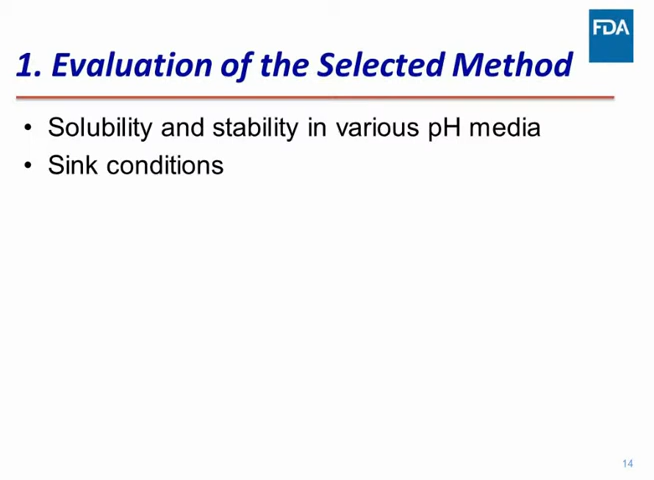 FDA
1. Evaluation of the Selected Method
• Solubility and stability in various pH media
• Sink conditions
14